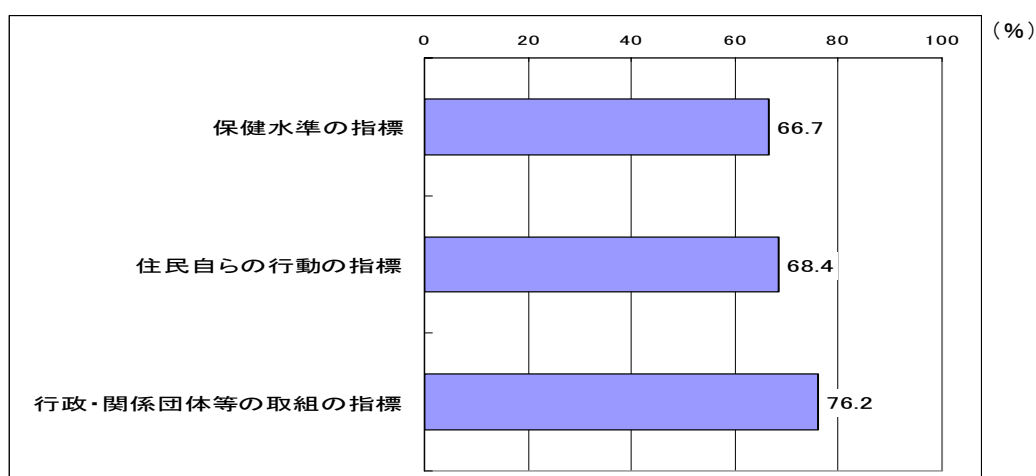 (%)
0 20 40 60 80 100
保健水準の指標 66.7
住民自らの行動の指標 68.4
行政・関係団体等の取組の指標 76.2